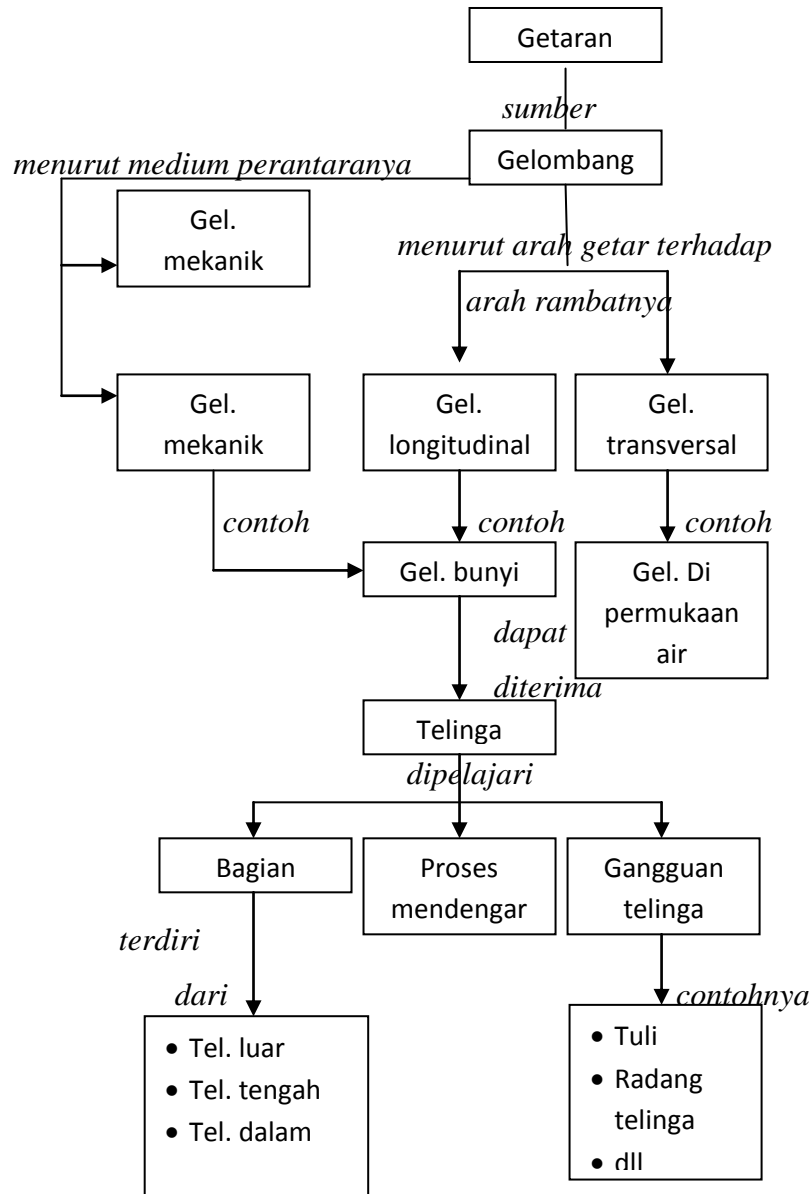 Getaran
sumber
Gelombang
menurut medium perantaranya
Gel.
mekanik
menurut arah getar terhadap
arah rambatnya
Gel.
mekanik
Gel.
longitudinal
Gel.
transversal
contoh
contoh
contoh
Gel. bunyi
Gel. Di
permukaan
air
dapat
diterima
Telinga
dipelajari
Bagian
Proses
mendengar
Gangguan
telinga
terdiri
dari
contohnya
• Tel. luar
• Tel. tengah
• Tel. dalam
• Tuli
• Radang
telinga
• dll